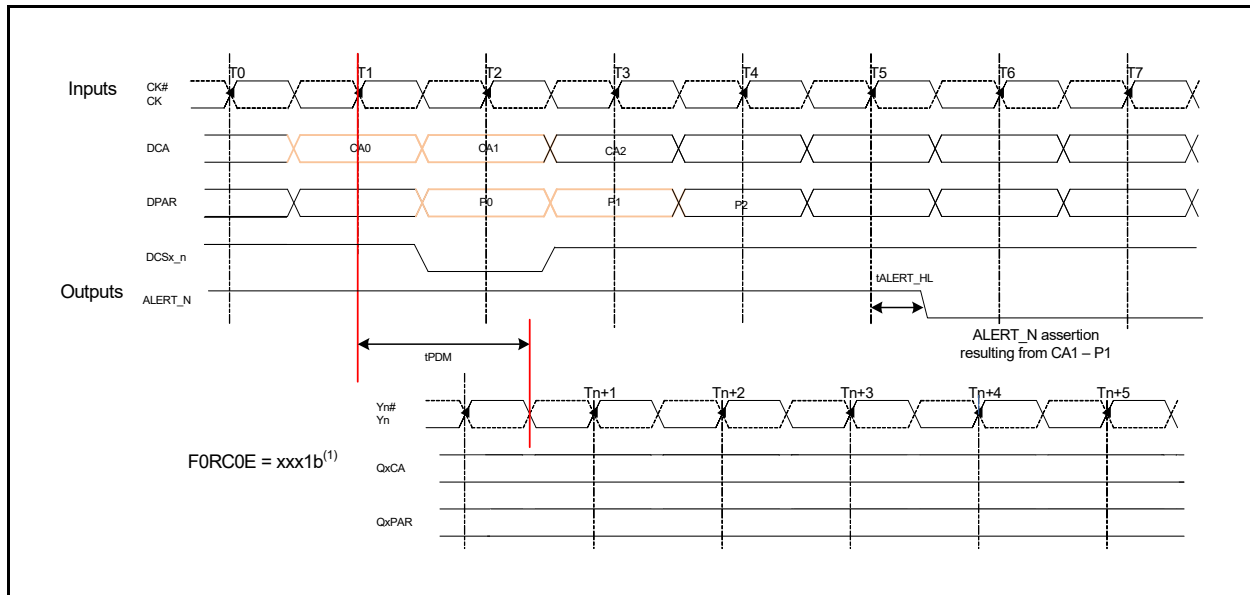 T0 T1 T2 T3 T4 T5 T6 T7
Inputs
CK#
CK
DCA
CA0 CA1 CA2
DPAR
P0 P1 P2
DCSx_n
Outputs
ALERT_N
tALERT_HL
ALERT_N assertion
resulting from CA1 – P1
tPDM
Tn+1 Tn+2 Tn+3 Tn+4 Tn+5
Yn#
Yn
F0RC0E = xxx1b(1)
QxCA
QxPAR